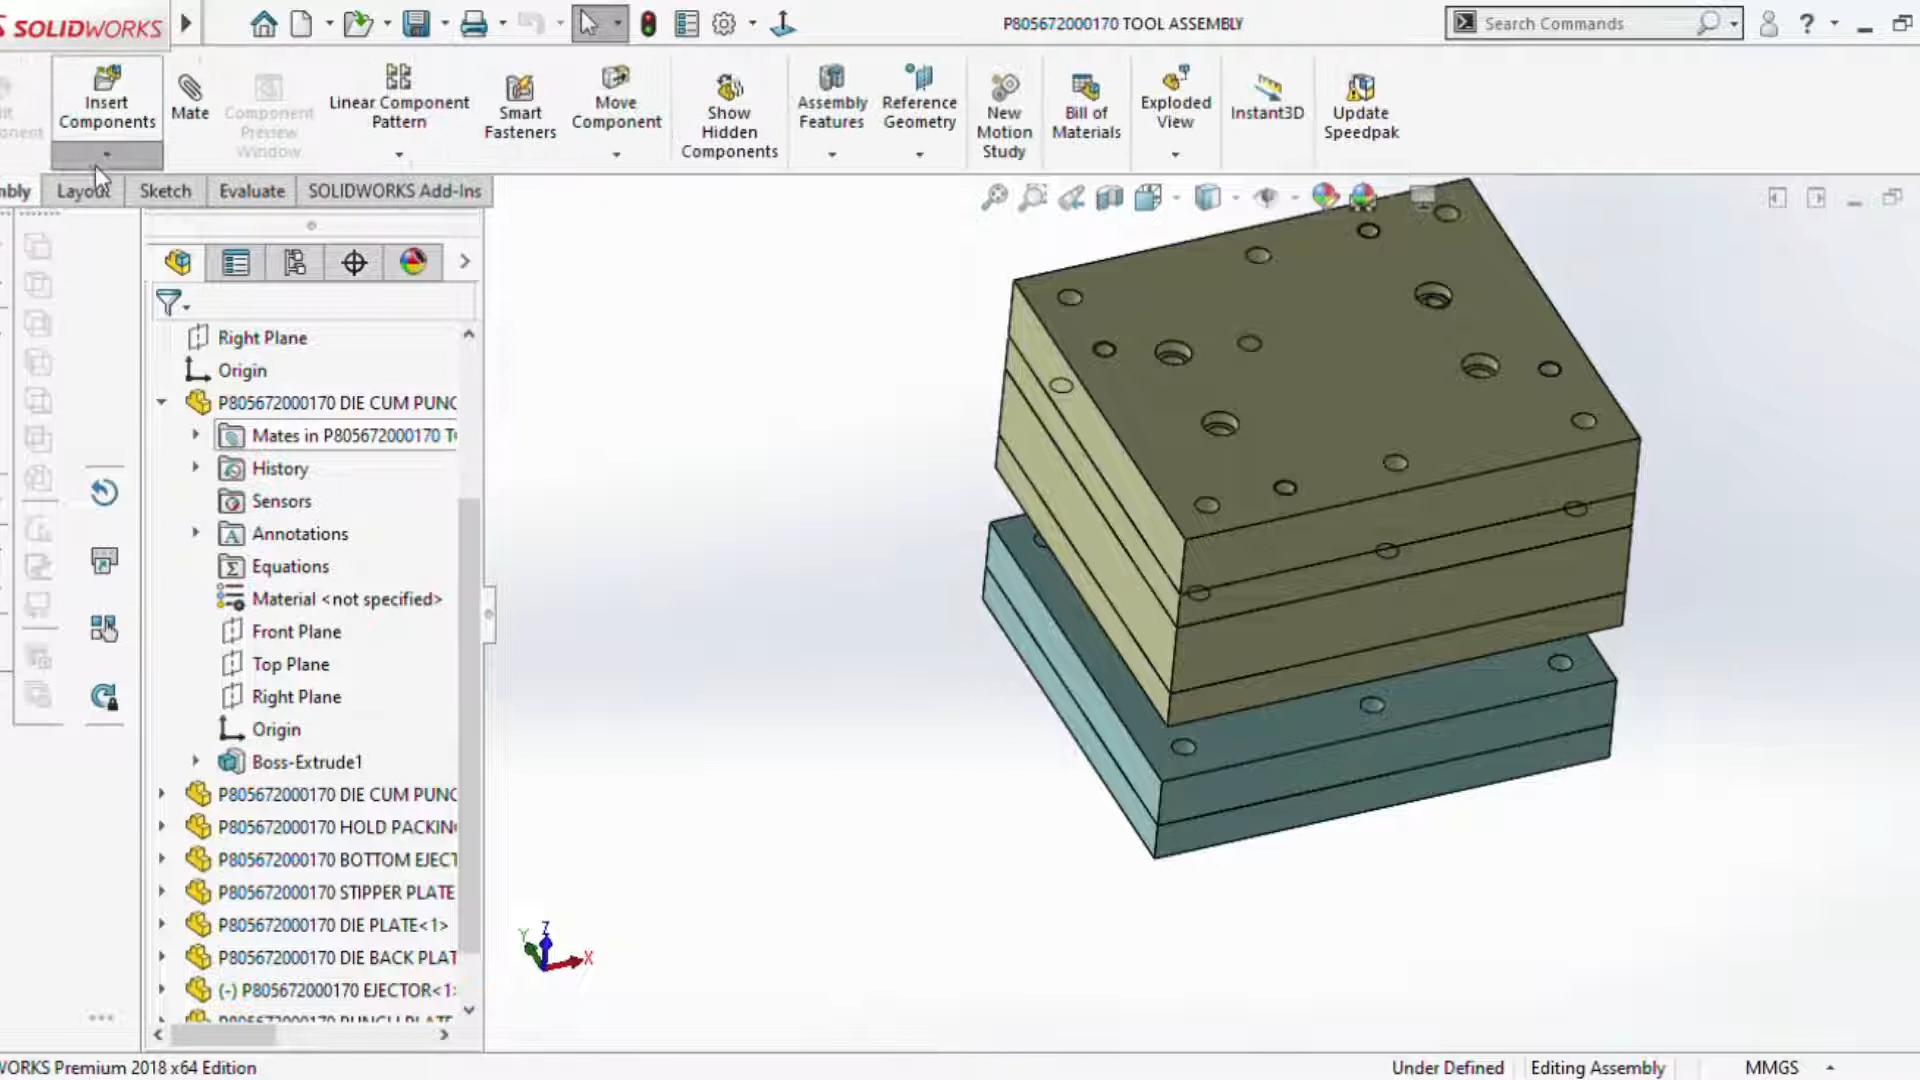 SOLIDWORKS
P805672000170 TOOL ASSEMBLY
Search Commands
?
Insert Components
Mate
Component Preview Window
Linear Component Pattern
Smart Fasteners
Move Component
Show Hidden Components
Assembly Features
Reference Geometry
New Motion Study
Bill of Materials
Exploded View
Instant3D
Update Speedpak
mbly
Layout
Sketch
Evaluate
SOLIDWORKS Add-Ins
Right Plane
Origin
P805672000170 DIE CUM PUNC
Mates in P805672000170 T
History
Sensors
Annotations
Equations
Material <not specified>
Front Plane
Top Plane
Right Plane
Origin
Boss-Extrude1
P805672000170 DIE CUM PUNC
P805672000170 HOLD PACKIN
P805672000170 BOTTOM EJECT
P805672000170 STIPPER PLATE
P805672000170 DIE PLATE<1>
P805672000170 DIE BACK PLAT
(-) P805672000170 EJECTOR<1>
Y
Z
X
WORKS Premium 2018 x64 Edition
Under Defined
Editing Assembly
MMGS